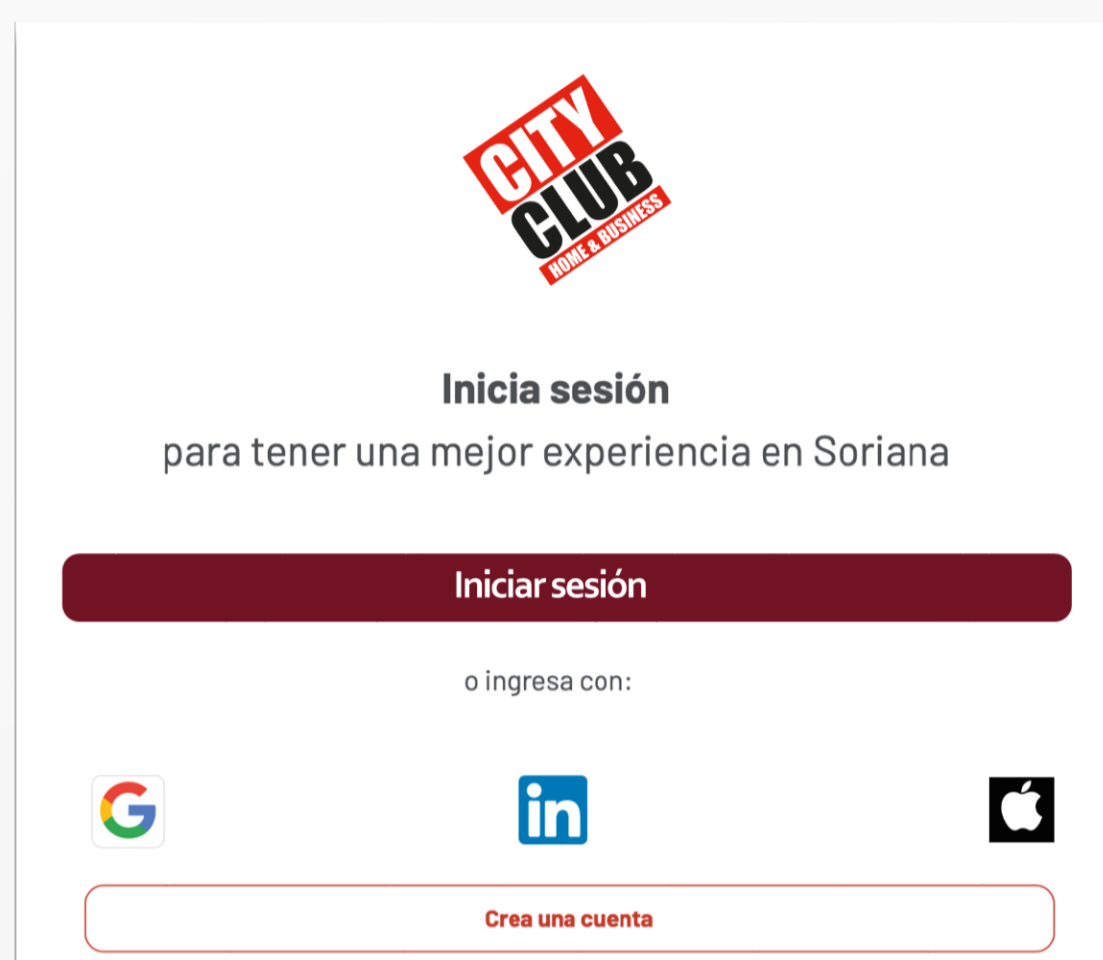 CITY
CLUB
HOME & BUSINESS
Inicia sesión
para tener una mejor experiencia en Soriana
Iniciar sesión
o ingresa con:
G
in
Crea una cuenta